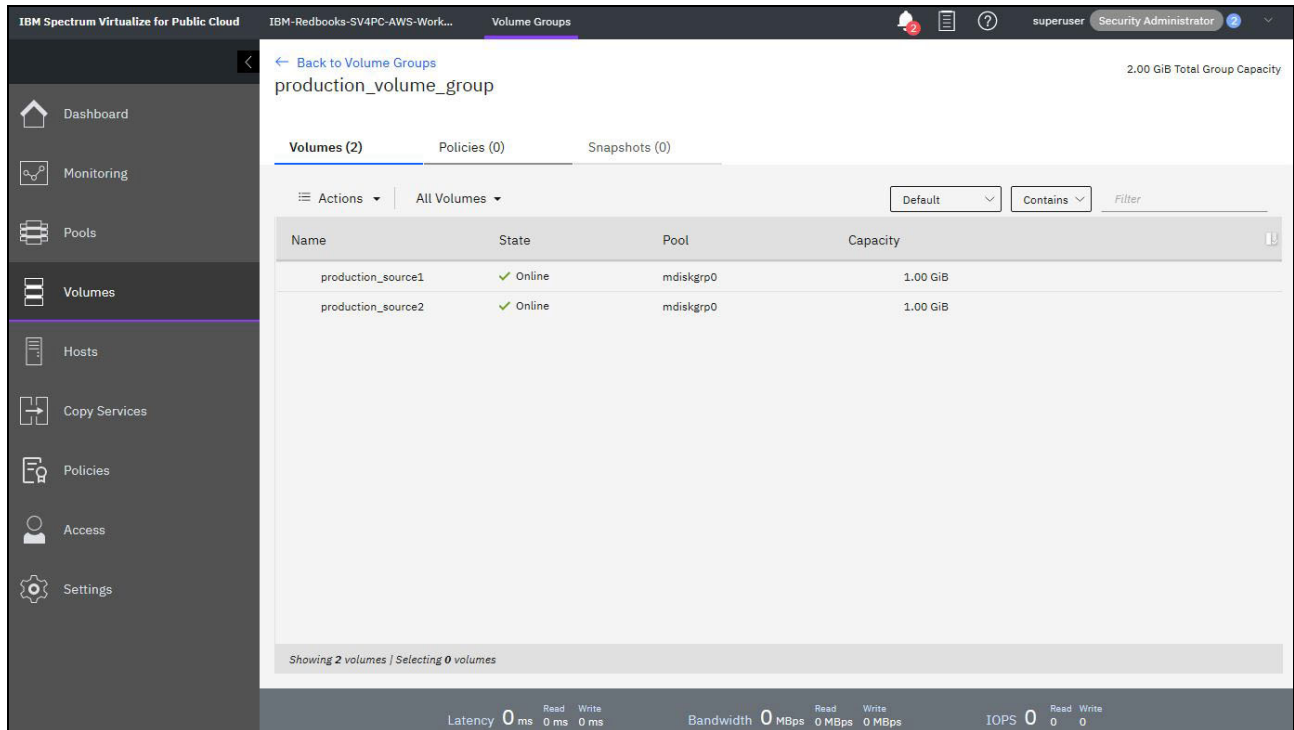 IBM Spectrum Virtualize for Public Cloud IBM-Redbooks-SV4PC-AWS-Work... Volume Groups 2 superuser Security Administrator 2
← Back to Volume Groups
production_volume_group
2.00 GiB Total Group Capacity
Dashboard
Monitoring
Pools
Volumes
Hosts
Copy Services
Policies
Access
Settings
Volumes (2) Policies (0) Snapshots (0)
Actions All Volumes Default Contains Filter
Name State Pool Capacity
production_source1 Online mdiskgrp0 1.00 GiB
production_source2 Online mdiskgrp0 1.00 GiB
Showing 2 volumes | Selecting 0 volumes
Read Write Read Write Read Write
Latency 0 ms 0 ms 0 ms Bandwidth 0 MBps 0 MBps 0 MBps IOPS 0 0 0